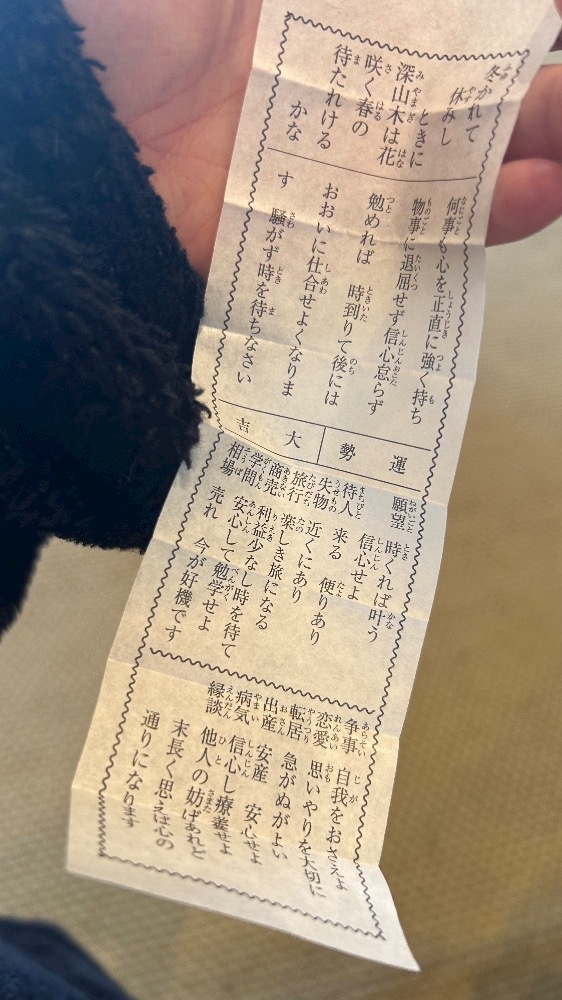 冬かれて
休みし
ときに
深山木は花
咲く春の
待たれける
かな
何事も心を正直に強く持ち
物事に退屈せず信心怠らず
勉めれば 時到りて後には
おおいに仕合せよくなりま
す 騒がず時を待ちなさい
運勢 大吉
願望 時くれば叶う
信心せよ
待人 来る 便りあり
失物 近くにあり
旅行 楽しき旅になる
商売 利益少なし時を待て
学問 安心して勉学せよ
相場 売れ 今が好機です
争事 自我をおさえよ
恋愛 思いやりを大切に
転居 急がぬがよい
出産 安産 安心せよ
病気 信心し療養せよ
縁談 他人の妨げあれど
末長く思えば心の
通りになります